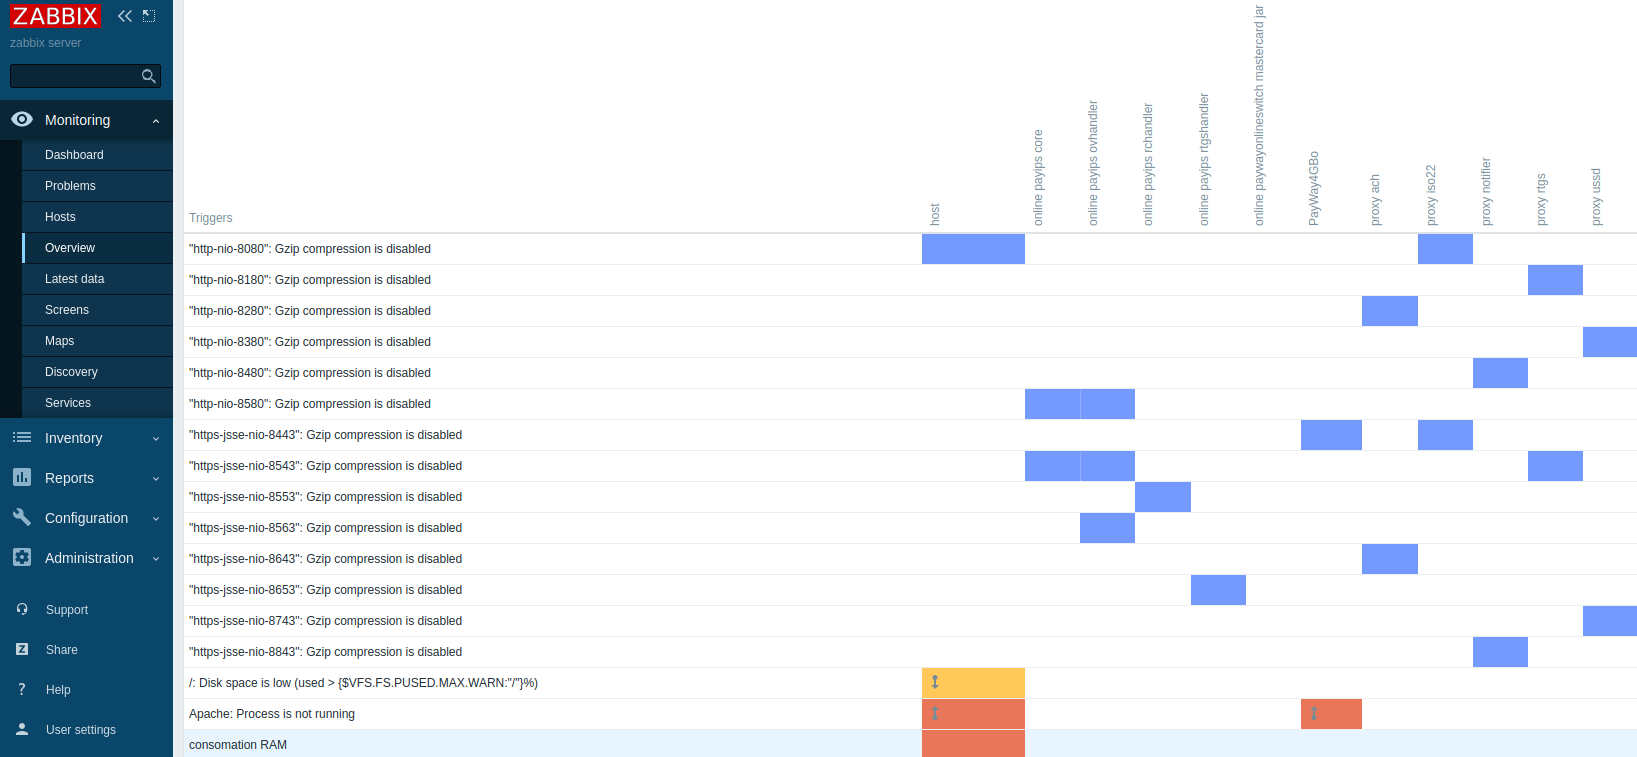 ZABBIX
zabbix server
Monitoring
Dashboard
Problems
Hosts
Overview
Latest data
Screens
Maps
Discovery
Services
Inventory
Reports
Configuration
Administration
Support
Share
Help
User settings
Triggers
host
online payips core
online payips ovhandler
online payips rchandler
online payips rtgshandler
online paywayonlineswitch mastercard jar
PayWay4GBo
proxy ach
proxy iso22
proxy notifier
proxy rtgs
proxy ussd
"http-nio-8080": Gzip compression is disabled
"http-nio-8180": Gzip compression is disabled
"http-nio-8280": Gzip compression is disabled
"http-nio-8380": Gzip compression is disabled
"http-nio-8480": Gzip compression is disabled
"http-nio-8580": Gzip compression is disabled
"https-jsse-nio-8443": Gzip compression is disabled
"https-jsse-nio-8543": Gzip compression is disabled
"https-jsse-nio-8553": Gzip compression is disabled
"https-jsse-nio-8563": Gzip compression is disabled
"https-jsse-nio-8643": Gzip compression is disabled
"https-jsse-nio-8653": Gzip compression is disabled
"https-jsse-nio-8743": Gzip compression is disabled
"https-jsse-nio-8843": Gzip compression is disabled
/: Disk space is low (used > {$VFS.FS.PUSED.MAX.WARN:"/"}%)
Apache: Process is not running
consomation RAM